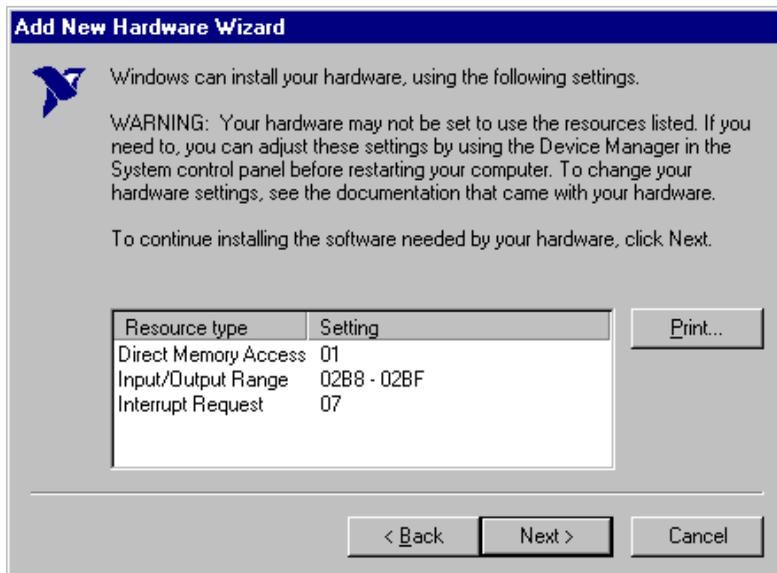 Add New Hardware Wizard
Windows can install your hardware, using the following settings.
WARNING: Your hardware may not be set to use the resources listed. If you
need to, you can adjust these settings by using the Device Manager in the
System control panel before restarting your computer. To change your
hardware settings, see the documentation that came with your hardware.
To continue installing the software needed by your hardware, click Next.
Resource type Setting
Direct Memory Access 01
Input/Output Range 02B8 - 02BF
Interrupt Request 07
Print...
< Back Next > Cancel